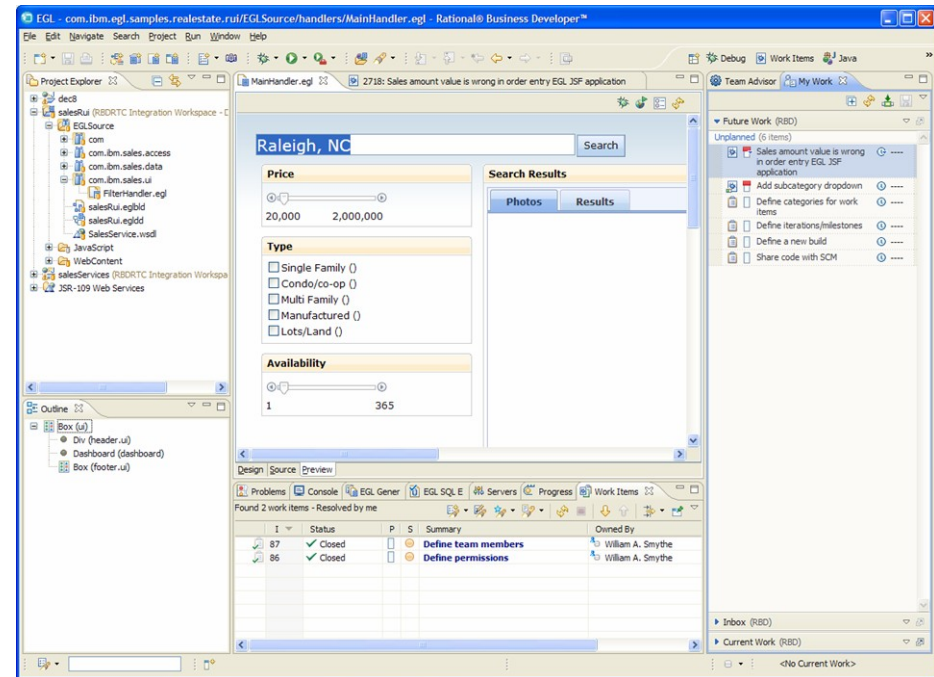 EGL - com.ibm.egl.samples.realestate.rui/EGLSource/handlers/MainHandler.egl - Rational® Business Developer™
File Edit Navigate Search Project Run Window Help
Debug Work Items Java »
Project Explorer
dec8
salesRui (RBDRTC Integration Workspace - D
EGLSource
com
com.ibm.sales.access
com.ibm.sales.data
com.ibm.sales.ui
FilterHandler.egl
salesRui.eglbld
salesRui.egldd
SalesService.wsdl
JavaScript
WebContent
salesServices (RBDRTC Integration Workspa
JSR-109 Web Services
Outline
Box (ui)
Div (header.ui)
Dashboard (dashboard)
Box (footer.ui)
MainHandler.egl 2718: Sales amount value is wrong in order entry EGL JSF application
Raleigh, NC Search
Price
20,000 2,000,000
Type
Single Family ()
Condo/co-op ()
Multi Family ()
Manufactured ()
Lots/Land ()
Availability
1 365
Search Results
Photos Results
Design Source Preview
Problems Console EGL Gener EGL SQL E Servers Progress Work Items
Found 2 work items - Resolved by me
I Status P S Summary Owned By
87 Closed Define team members William A. Smythe
86 Closed Define permissions William A. Smythe
Team Advisor My Work
Future Work (RBD)
Unplanned (6 items)
Sales amount value is wrong ----
in order entry EGL JSF
application
Add subcategory dropdown ----
Define categories for work ----
items
Define iterations/milestones ----
Define a new build ----
Share code with SCM ----
Inbox (RBD)
Current Work (RBD)
<No Current Work>